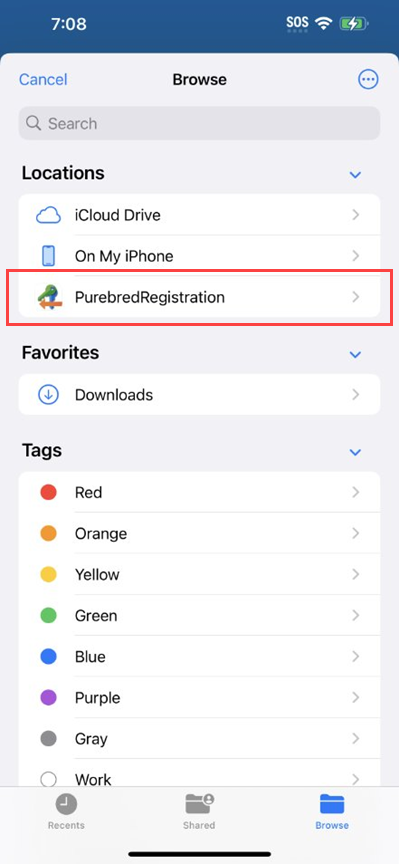 7:08 SOS
Cancel Browse
Search
Locations
iCloud Drive
On My iPhone
PurebredRegistration
Favorites
Downloads
Tags
Red
Orange
Yellow
Green
Blue
Purple
Gray
Work
Recents Shared Browse